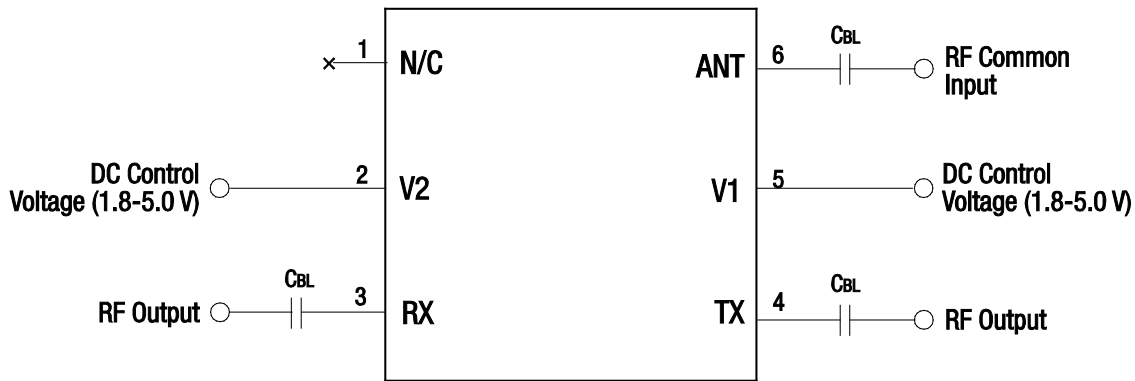 1
N/C
ANT
6
CBL
RF Common
Input
DC Control
Voltage (1.8-5.0 V)
2
V2
V1
5
DC Control
Voltage (1.8-5.0 V)
RF Output
CBL
3
RX
TX
4
CBL
RF Output